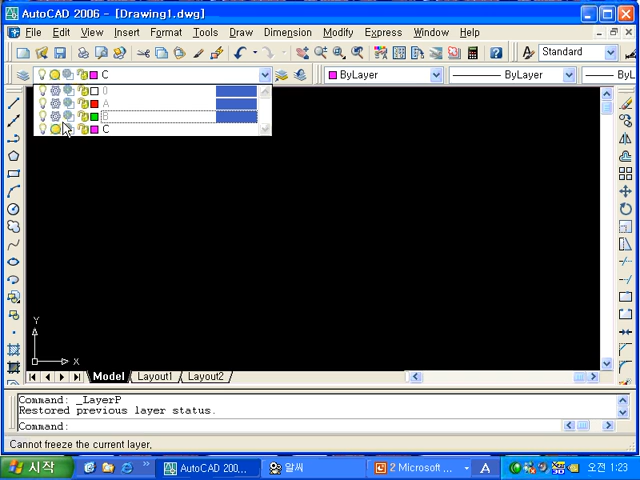 AutoCAD 2006 - [Drawing1.dwg]
File Edit View Insert Format Tools Draw Dimension Modify Express Window Help
Standard
C ByLayer ByLayer ByL
0
A
B
C
Y
X
Model Layout1 Layout2
Command: _LayerP
Restored previous layer status.
Command:
Cannot freeze the current layer,
시작 AutoCAD 200,... 알씨 2 Microsoft ... A 오전 1:23